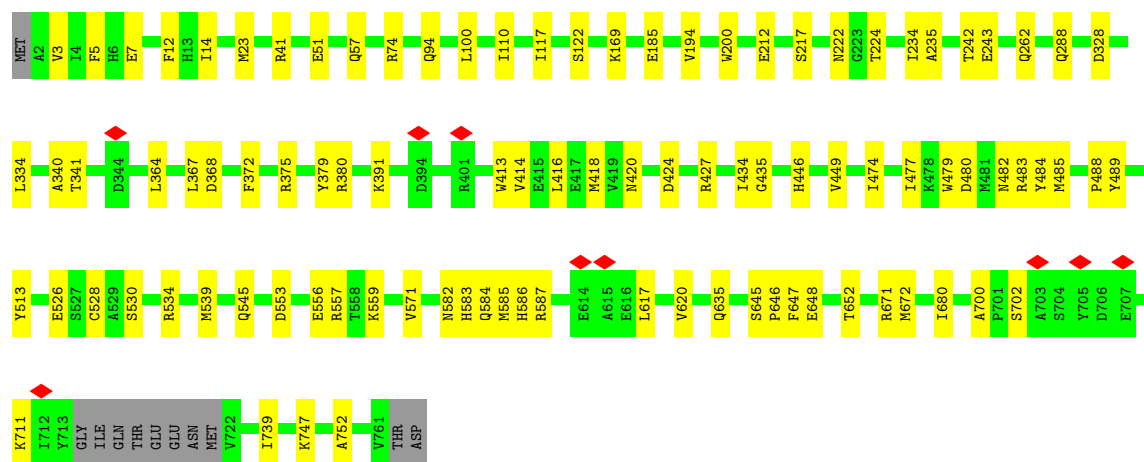 MET A2 V3 I4 F5 H6 E7 F12 H13 I14 M23 R41 E51 Q57 R74 Q94 L100 I110 I117 S122 K169 E185 V194 W200 E212 S217 N222 G223 T224 I234 A235 T242 E243 Q262 Q288 D328
L334 A340 T341 D344 L364 L367 D368 F372 R375 Y379 R380 K391 D394 R401 W413 V414 E415 L416 E417 M418 V419 N420 D424 R427 I434 G435 H446 V449 I474 I477 K478 W479 D480 M481 N482 R483 Y484 M485 P488 Y489
Y513 E526 S527 C528 A529 S530 R534 M539 Q545 D553 E556 R557 T558 K559 V571 N582 H583 Q584 M585 H586 R587 E614 A615 E616 L617 V620 Q635 S645 P646 F647 E648 T652 R671 M672 I680 A700 P701 S702 A703 S704 Y705 D706 E707
K711 I712 Y713 GLY ILE GLN THR GLU GLU ASN MET V722 I739 K747 A752 V761 THR ASP